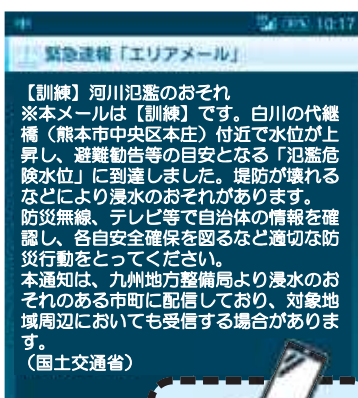 10:17
緊急速報「エリアメール」
【訓練】河川氾濫のおそれ
※本メールは【訓練】です。白川の代継
橋（熊本市中央区本庄）付近で水位が上
昇し、避難勧告等の目安となる「氾濫危
険水位」に到達しました。堤防が壊れる
などにより浸水のおそれがあります。
防災無線、テレビ等で自治体の情報を確
認し、各自安全確保を図るなど適切な防
災行動をとってください。
本通知は、九州地方整備局より浸水のお
それのある市町に配信しており、対象地
域周辺においても受信する場合がありま
す。
（国土交通省）